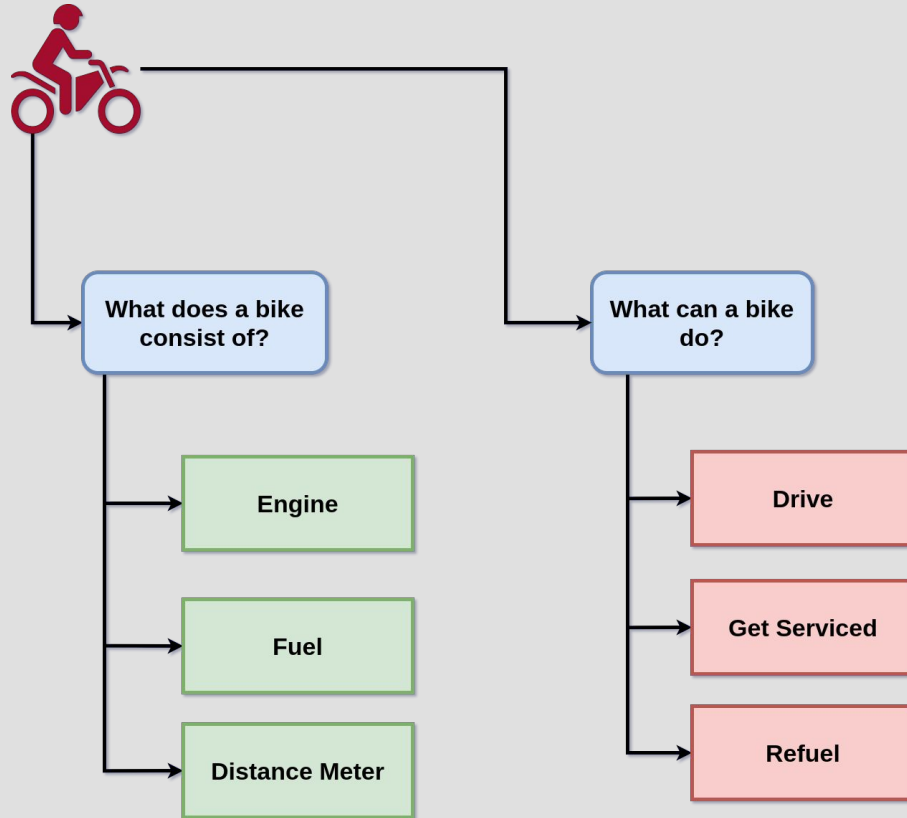 What does a bike
consist of?
What can a bike
do?
Engine
Fuel
Distance Meter
Drive
Get Serviced
Refuel